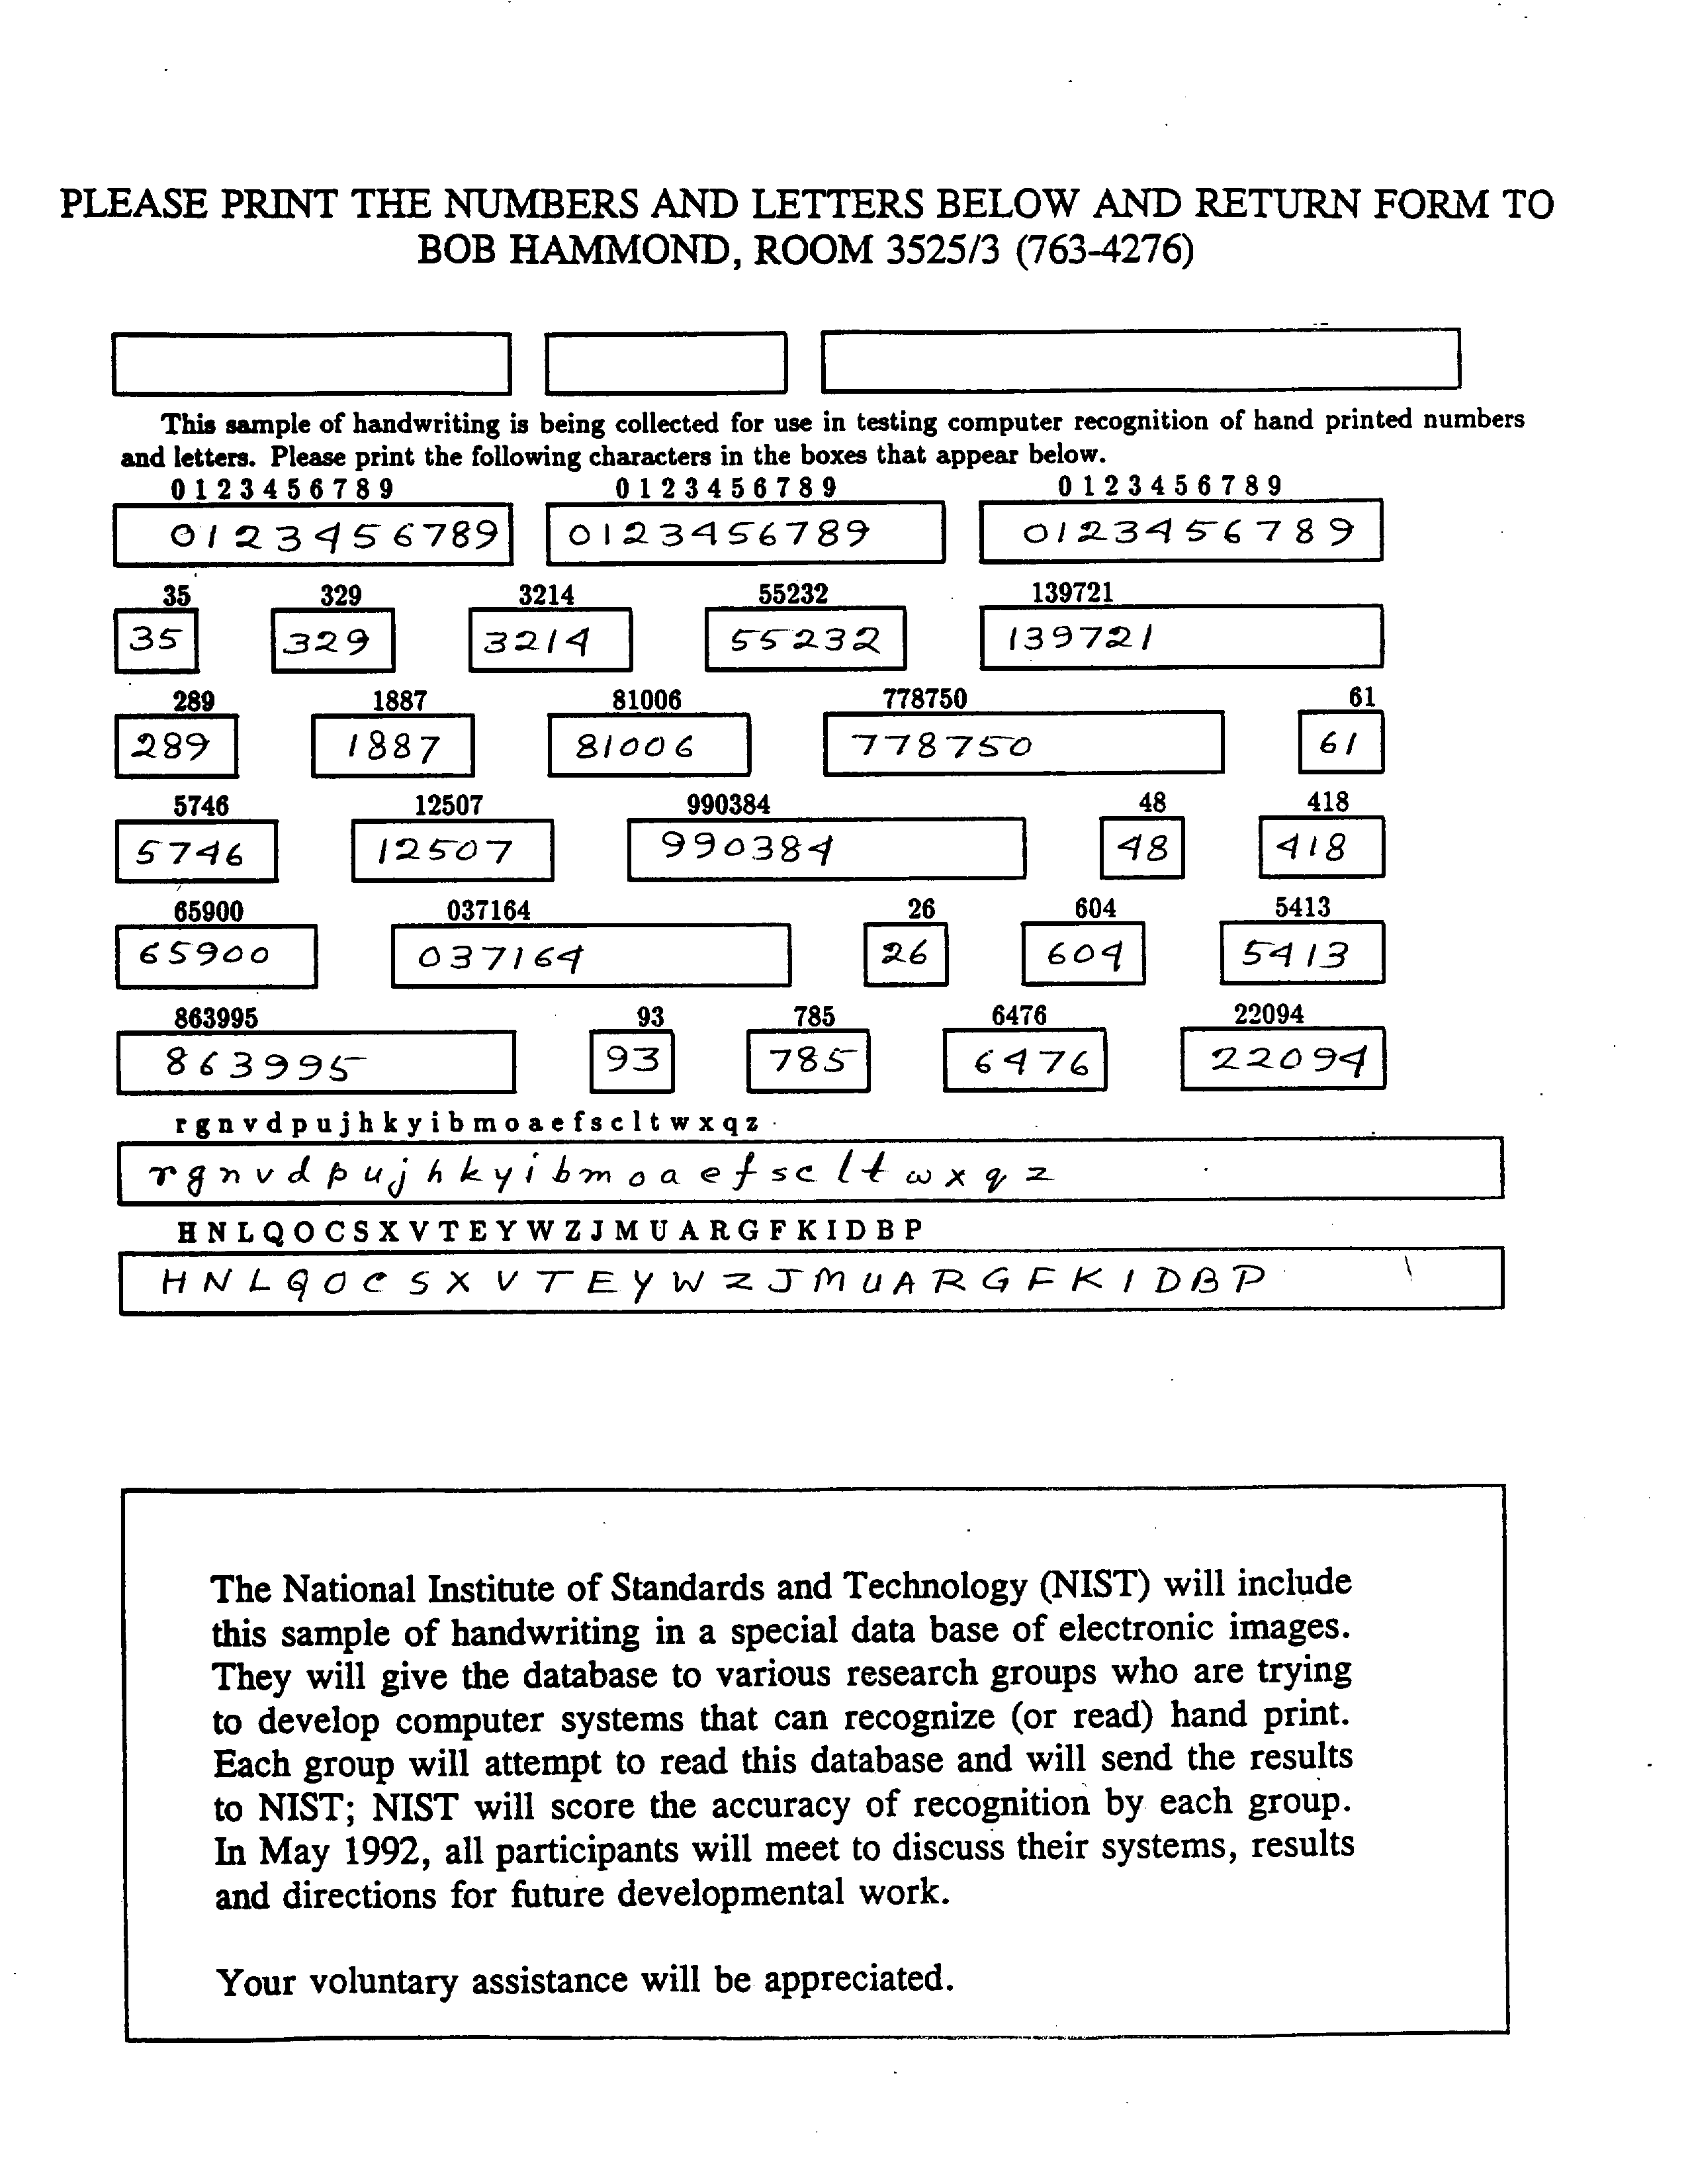 PLEASE PRINT THE NUMBERS AND LETTERS BELOW AND RETURN FORM TO
BOB HAMMOND, ROOM 3525/3 (763-4276)
This sample of handwriting is being collected for use in testing computer recognition of hand printed numbers
and letters. Please print the following characters in the boxes that appear below.
0 1 2 3 4 5 6 7 8 9 0 1 2 3 4 5 6 7 8 9 0 1 2 3 4 5 6 7 8 9
0123456789 0123456789 0123456789
35 329 3214 55232 139721
35 329 3214 55232 139721
289 1887 81006 778750 61
289 1887 81006 778750 61
5746 12507 990384 48 418
5746 12507 990384 48 418
65900 037164 26 604 5413
65900 037164 26 604 5413
863995 93 785 6476 22094
863995 93 785 6476 22094
r g n v d p u j h k y i b m o a e f s c l t w x q z
r g n v d p u j h k y i b m o a e f s c l t w x q z
H N L Q O C S X V T E Y W Z J M U A R G F K I D B P
H N L Q O C S X V T E Y W Z J M U A R G F K I D B P
The National Institute of Standards and Technology (NIST) will include
this sample of handwriting in a special data base of electronic images.
They will give the database to various research groups who are trying
to develop computer systems that can recognize (or read) hand print.
Each group will attempt to read this database and will send the results
to NIST; NIST will score the accuracy of recognition by each group.
In May 1992, all participants will meet to discuss their systems, results
and directions for future developmental work.
Your voluntary assistance will be appreciated.